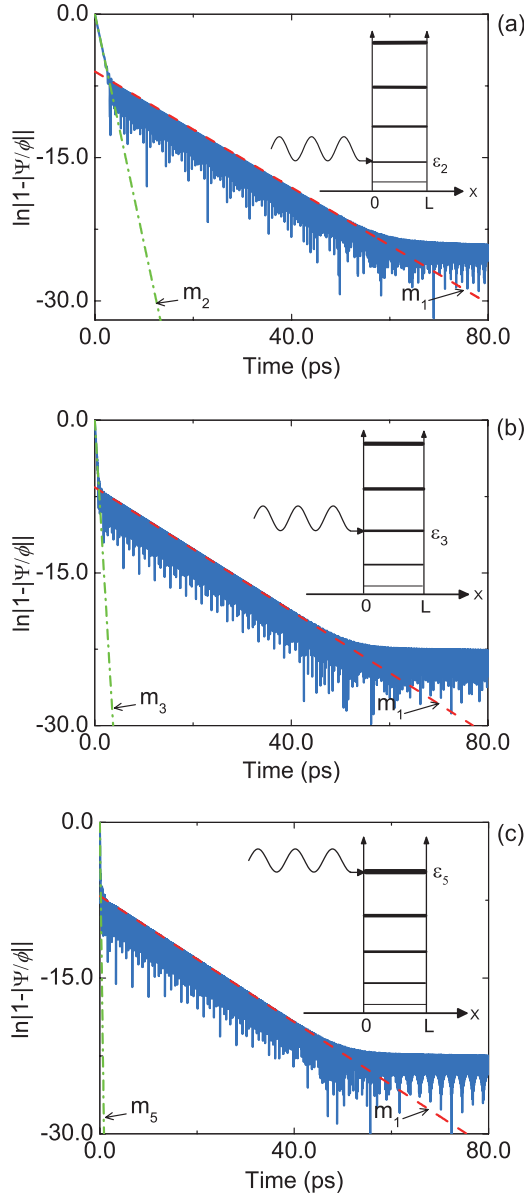 (a)
0.0
-15.0
-30.0
ln|1-|Ψ/ϕ||
ε2
0 L x
m2
m1
0.0 40.0 80.0
Time (ps)
(b)
0.0
-15.0
-30.0
ln|1-|Ψ/ϕ||
ε3
0 L x
m3
m1
0.0 40.0 80.0
Time (ps)
(c)
0.0
-15.0
-30.0
ln|1-|Ψ/ϕ||
ε5
0 L x
m5
m1
0.0 40.0 80.0
Time (ps)